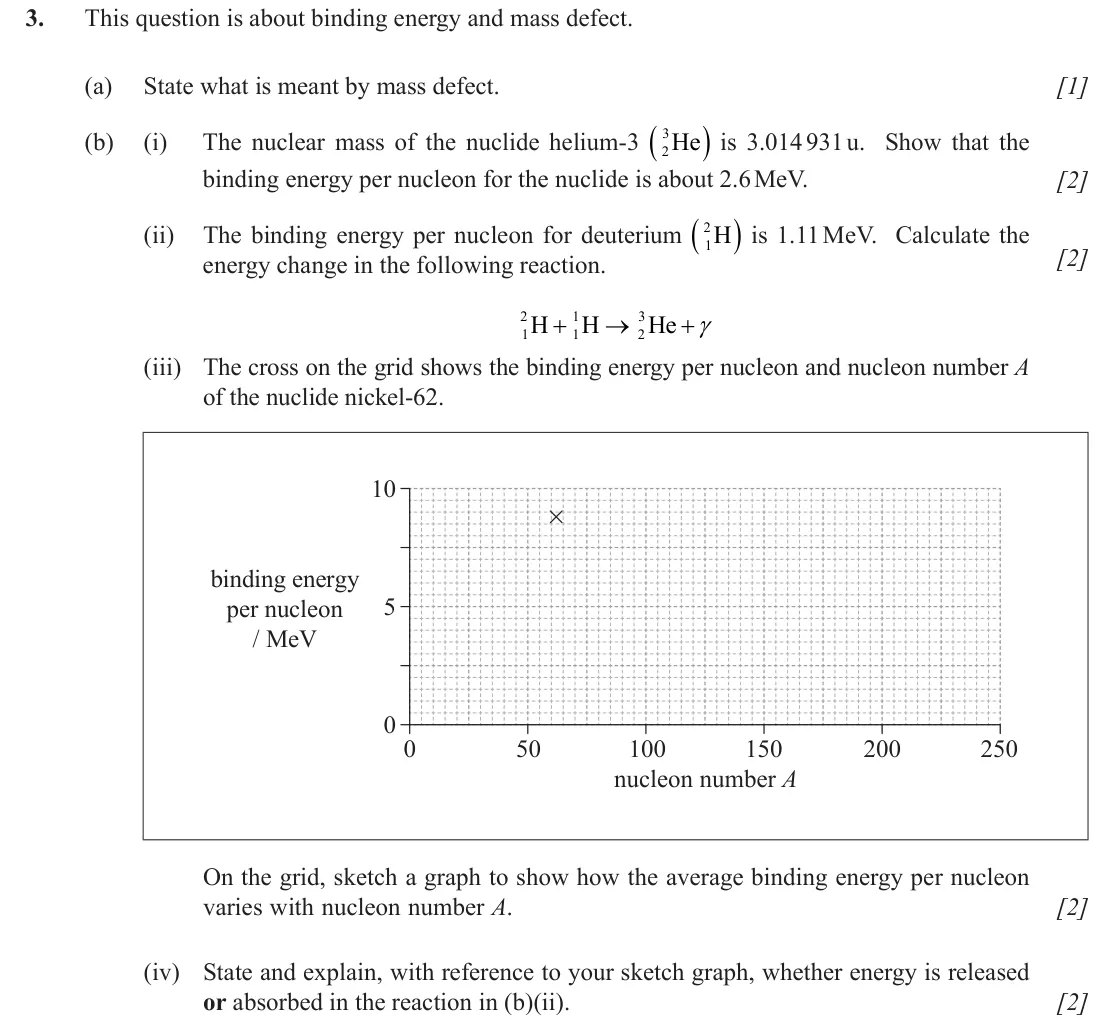 3. This question is about binding energy and mass defect.
(a) State what is meant by mass defect. [1]
(b) (i) The nuclear mass of the nuclide helium-3 (³₂He) is 3.014 931 u. Show that the
binding energy per nucleon for the nuclide is about 2.6 MeV. [2]
(ii) The binding energy per nucleon for deuterium (²₁H) is 1.11 MeV. Calculate the
energy change in the following reaction. [2]
²₁H + ¹₁H → ³₂He + γ
(iii) The cross on the grid shows the binding energy per nucleon and nucleon number A
of the nuclide nickel-62.
10
binding energy
per nucleon
/ MeV
5
0
0 50 100 150 200 250
nucleon number A
On the grid, sketch a graph to show how the average binding energy per nucleon
varies with nucleon number A. [2]
(iv) State and explain, with reference to your sketch graph, whether energy is released
or absorbed in the reaction in (b)(ii). [2]